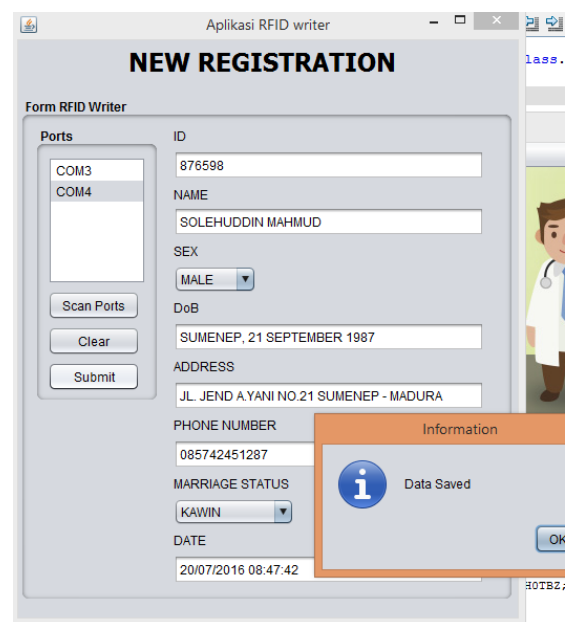 Aplikasi RFID writer
lass.
NEW REGISTRATION
Form RFID Writer
Ports
COM3
COM4
Scan Ports
Clear
Submit
ID
876598
NAME
SOLEHUDDIN MAHMUD
SEX
MALE
DoB
SUMENEP, 21 SEPTEMBER 1987
ADDRESS
JL. JEND A.YANI NO.21 SUMENEP - MADURA
PHONE NUMBER
085742451287
MARRIAGE STATUS
KAWIN
DATE
20/07/2016 08:47:42
Information
Data Saved
OK
HOTBZ;